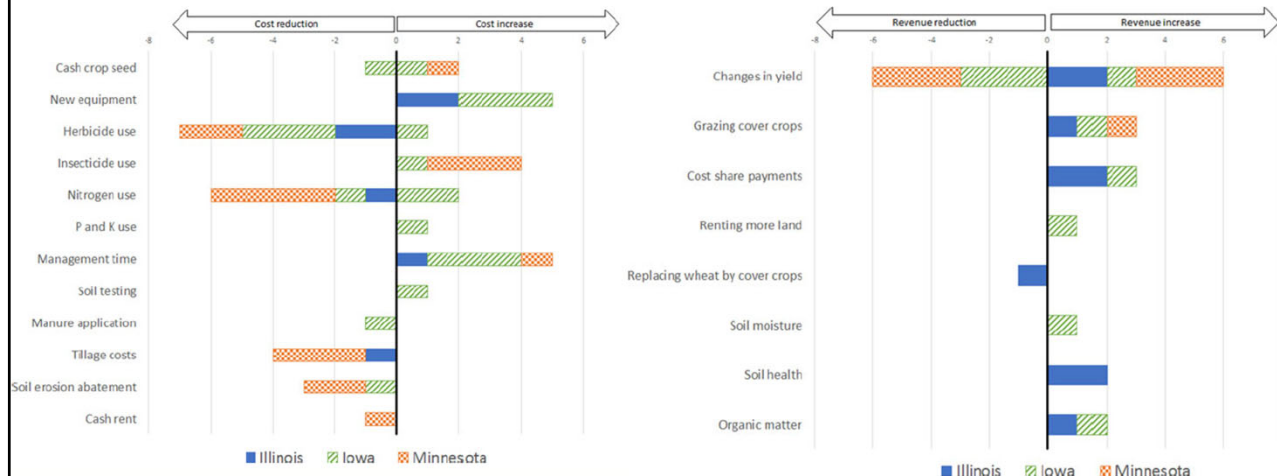 Cost reduction Cost increase
-8 -6 -4 -2 0 2 4 6
Cash crop seed
New equipment
Herbicide use
Insecticide use
Nitrogen use
P and K use
Management time
Soil testing
Manure application
Tillage costs
Soil erosion abatement
Cash rent
Illinois Iowa Minnesota
Revenue reduction Revenue increase
-8 -6 -4 -2 0 2 4 6
Changes in yield
Grazing cover crops
Cost share payments
Renting more land
Replacing wheat by cover crops
Soil moisture
Soil health
Organic matter
Illinois Iowa Minnesota